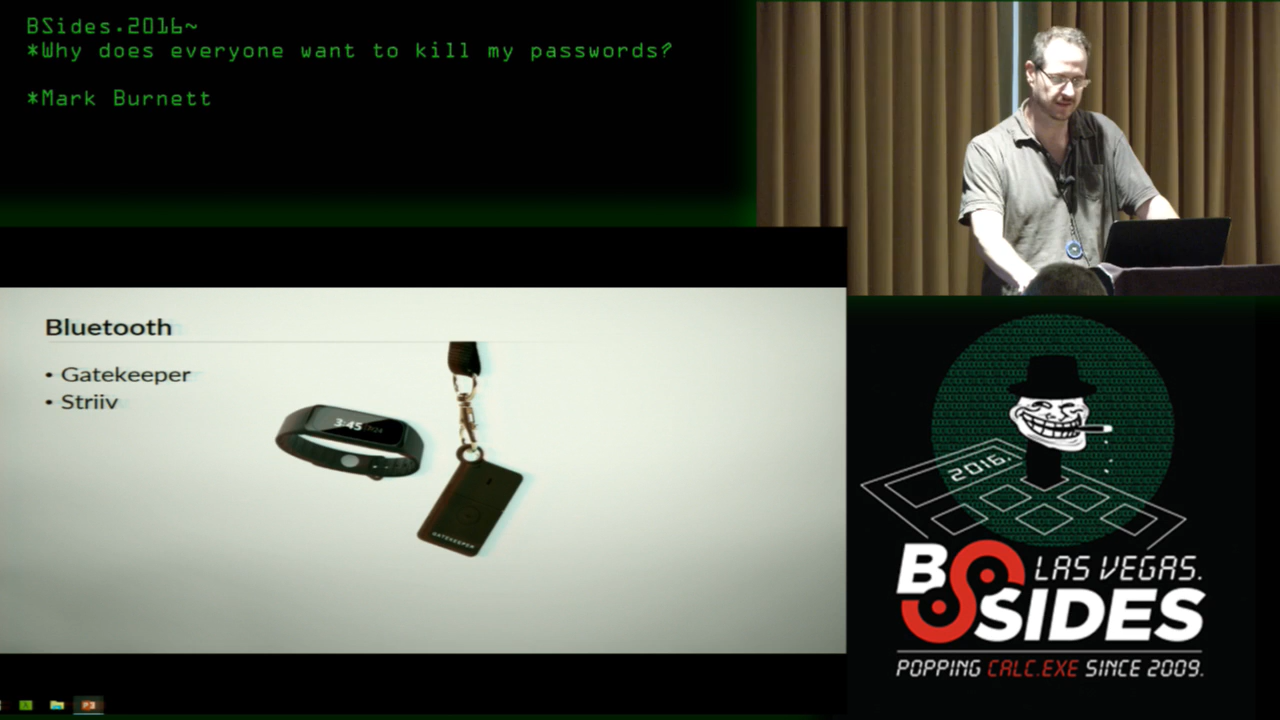 BSides.2016~
*Why does everyone want to kill my passwords?
*Mark Burnett
Bluetooth
• Gatekeeper
• Striiv
3:45
GATEKEEPER
2016.
BSIDES
LAS VEGAS.
POPPING CALC.EXE SINCE 2009.